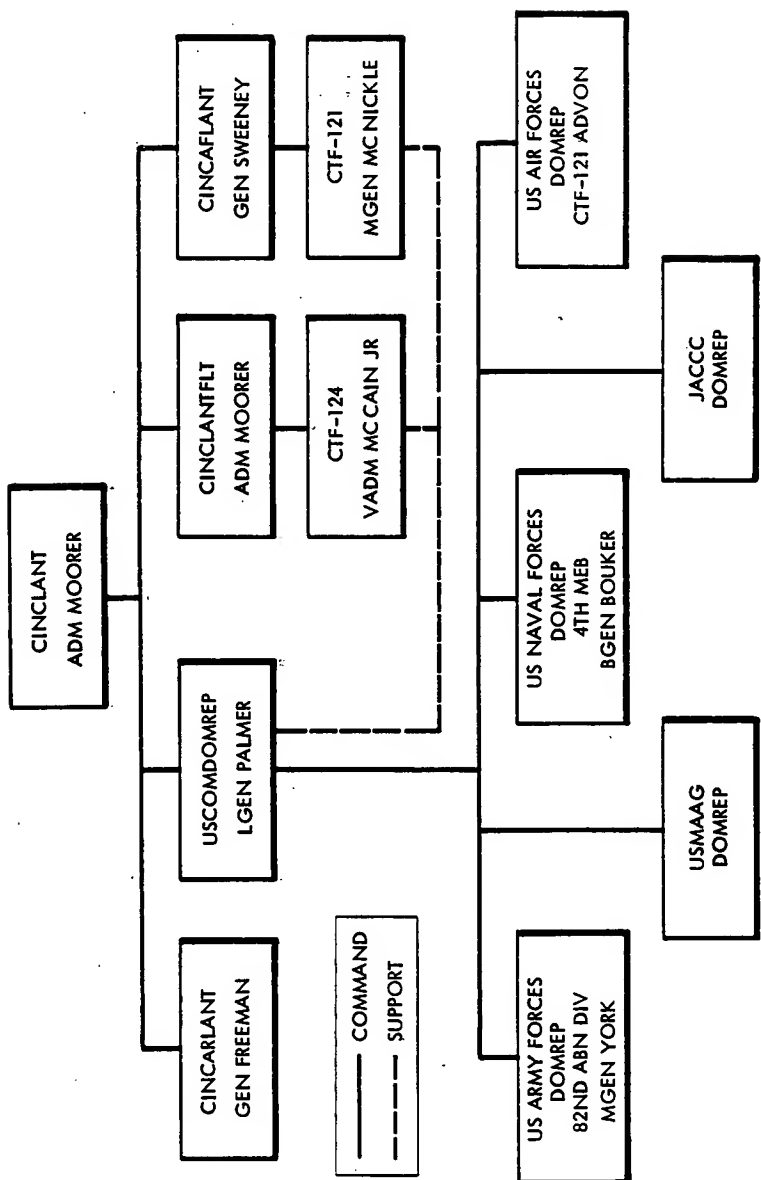 CINCLANT
ADM MOORER
CINCARLANT
GEN FREEMAN
USCOMDOMREP
LGEN PALMER
CINCLANTFLT
ADM MOORER
CINCAFLANT
GEN SWEENEY
CTF-124
VADM MC CAIN JR
CTF-121
MGEN MC NICKLE
COMMAND
SUPPORT
US ARMY FORCES
DOMREP
82ND ABN DIV
MGEN YORK
US NAVAL FORCES
DOMREP
4TH MEB
BGEN BOUKER
US AIR FORCES
DOMREP
CTF-121 ADVON
USMAAG
DOMREP
JACCC
DOMREP